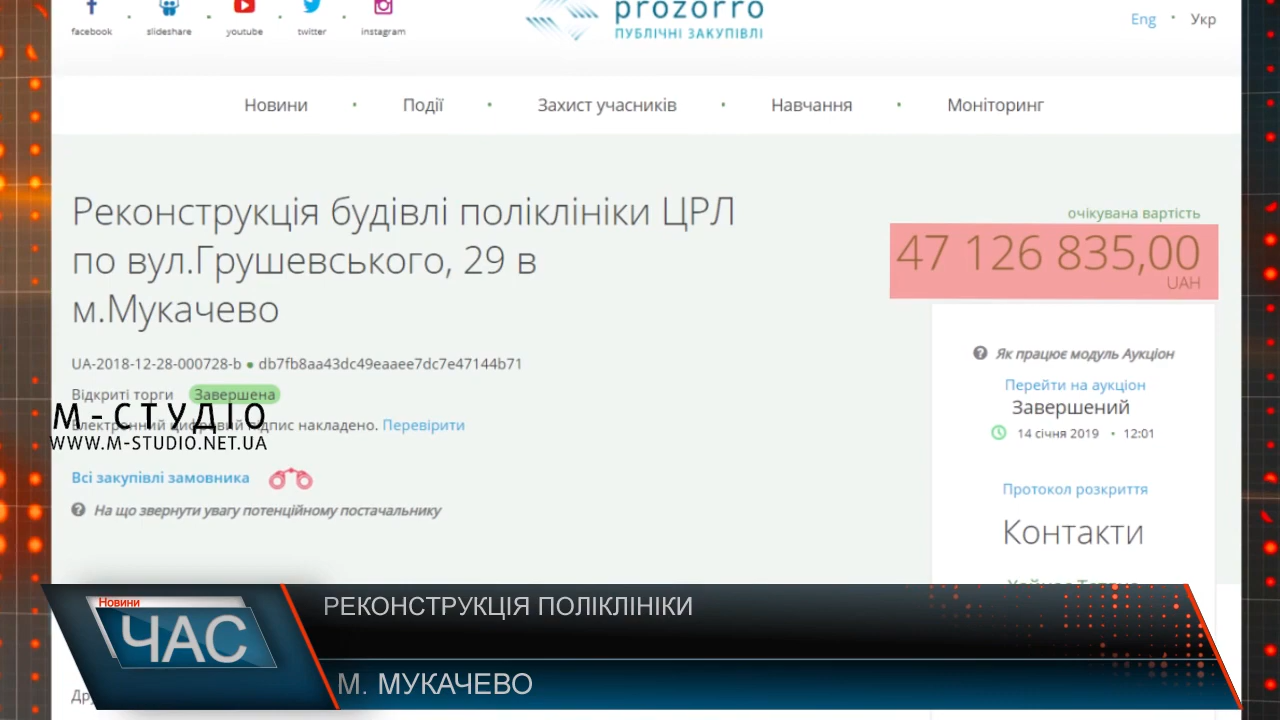 facebook
slideshare
youtube
twitter
instagram
prozorro
ПУБЛІЧНІ ЗАКУПІВЛІ
Eng • Укр
Новини • Події • Захист учасників • Навчання • Моніторинг
Реконструкція будівлі поліклініки ЦРЛ
по вул.Грушевського, 29 в
м.Мукачево
очікувана вартість
47 126 835,00
UAH
UA-2018-12-28-000728-b ● db7fb8aa43dc49eaaee7dc7e47144b71
Відкриті торги Завершена
Електронний цифровий підпис накладено. Перевірити
М-СТУДІО
WWW.M-STUDIO.NET.UA
Всі закупівлі замовника
На що звернути увагу потенційному постачальнику
Як працює модуль Аукціон
Перейти на аукціон
Завершений
14 січня 2019 • 12:01
Протокол розкриття
Контакти
Новини
ЧАС
РЕКОНСТРУКЦІЯ ПОЛІКЛІНІКИ
М. МУКАЧЕВО